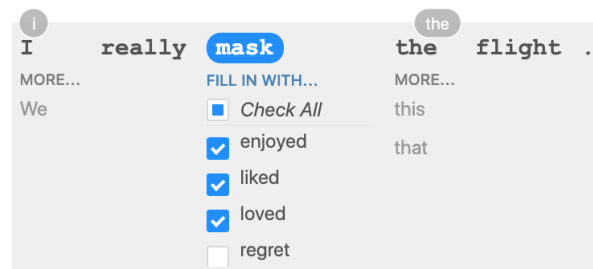 i the
I really mask the flight .
MORE... FILL IN WITH... MORE...
We Check All this
enjoyed that
liked
loved
regret